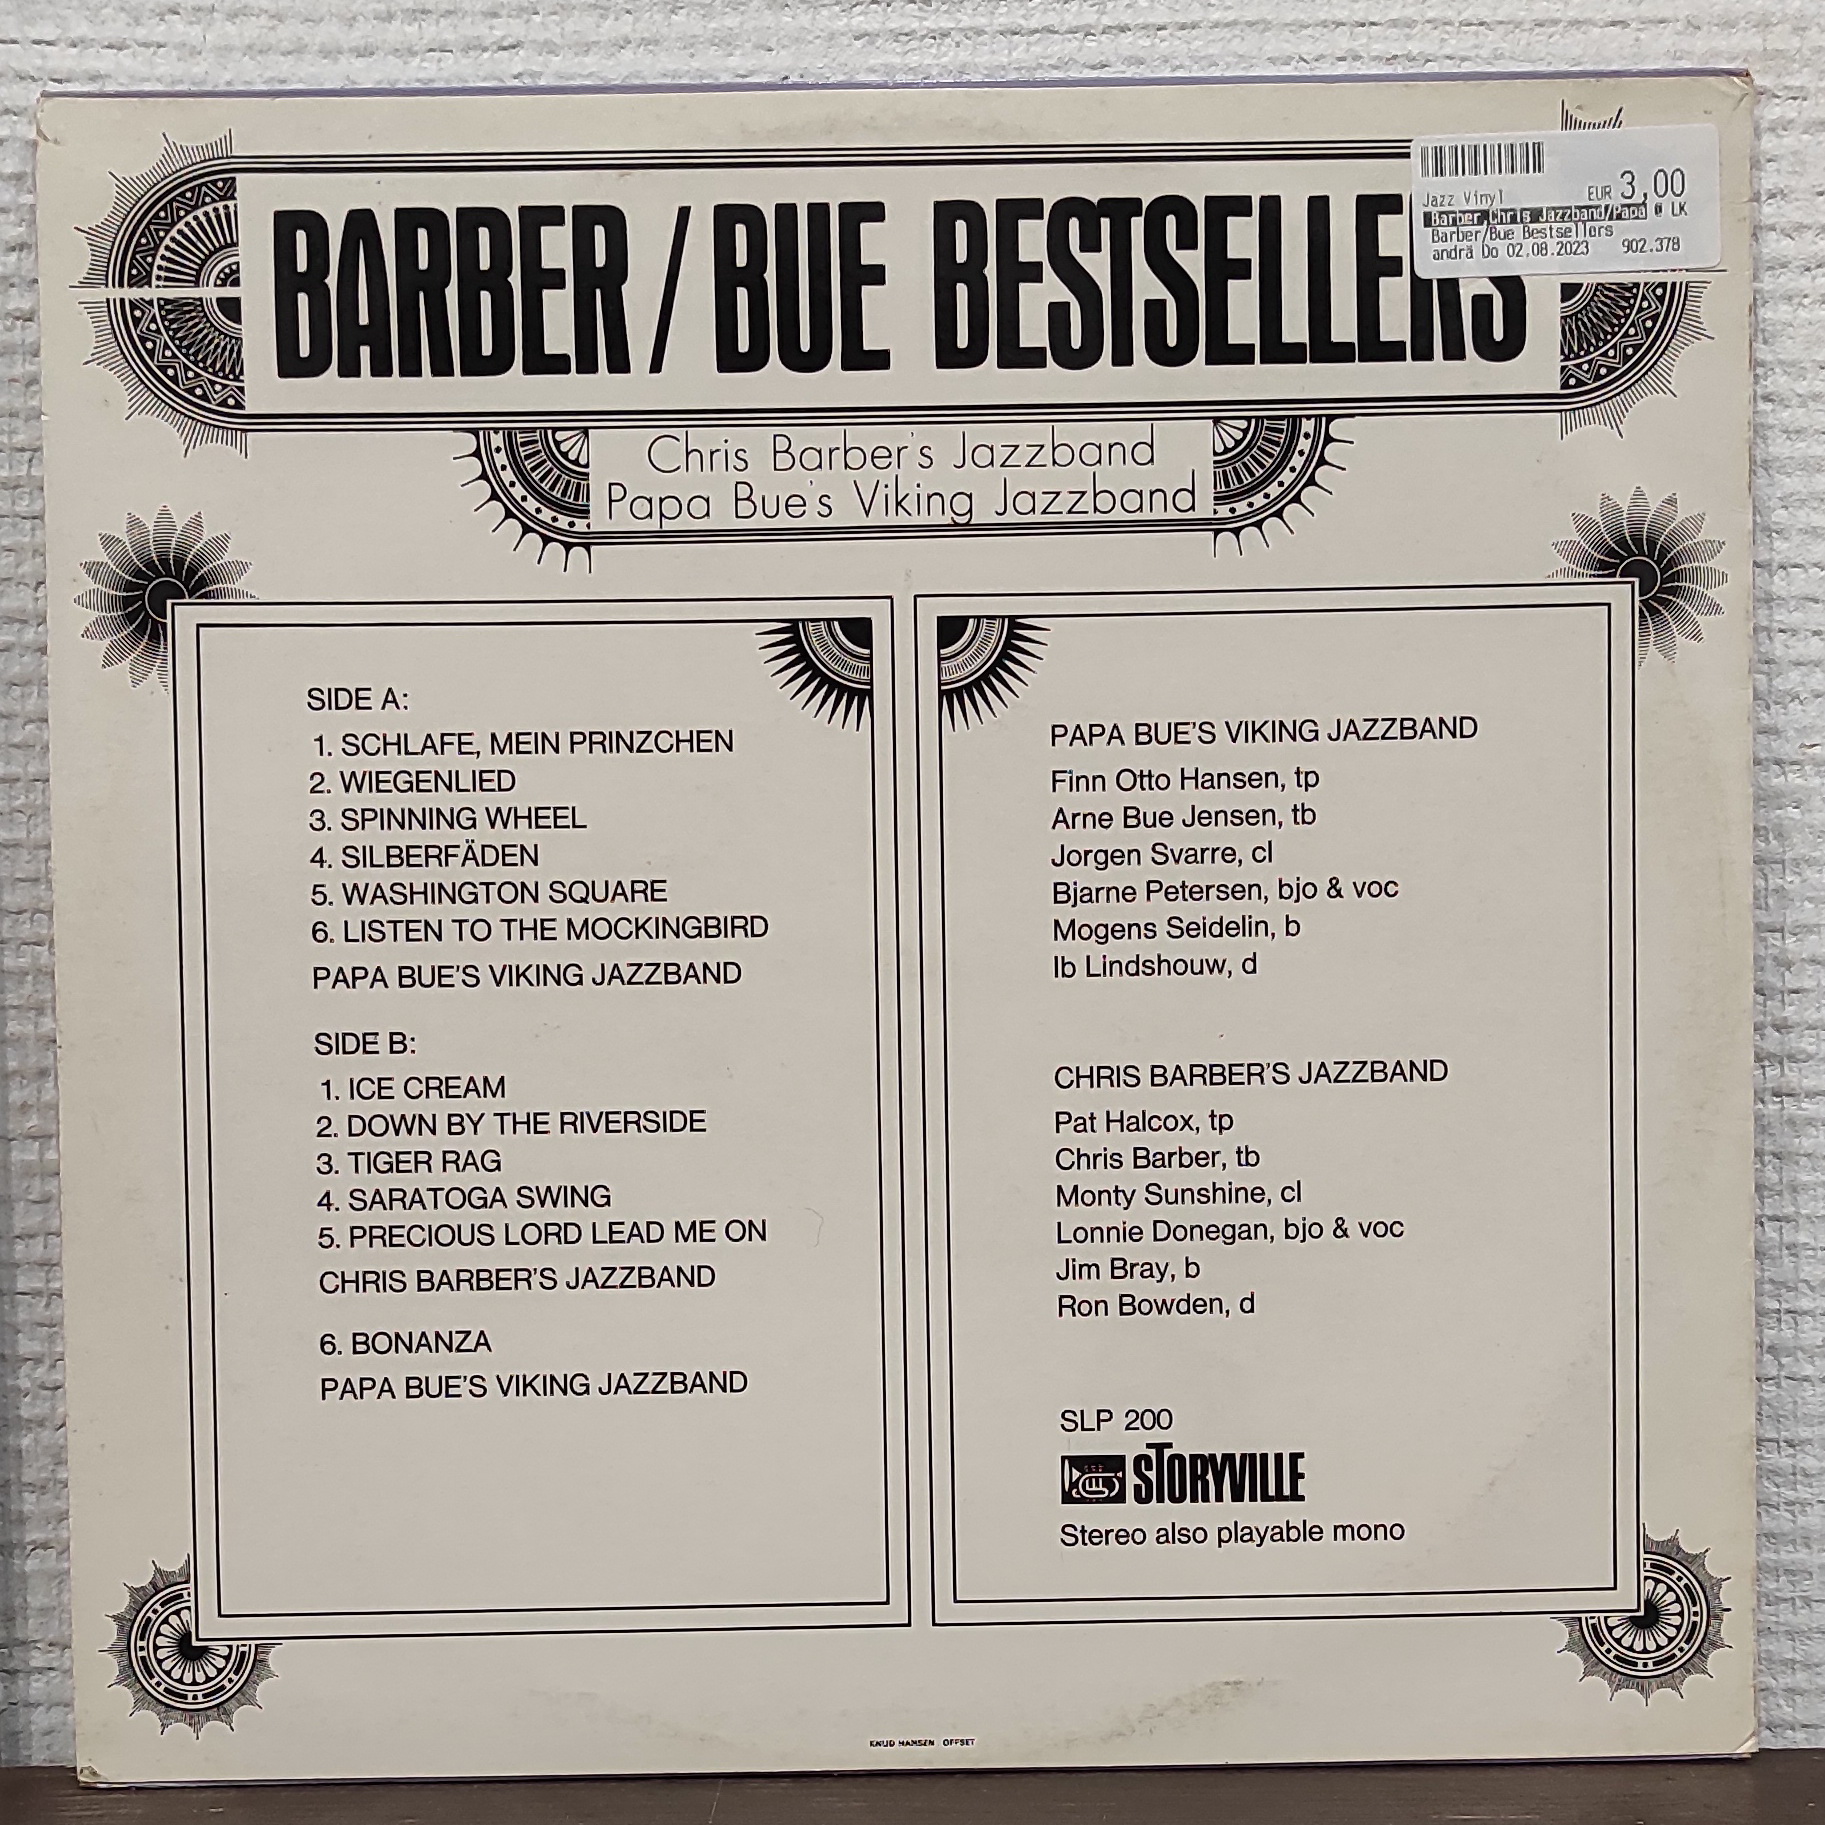 BARBER / BUE BESTSELLERS
Jazz Vinyl EUR 3,00
Barber,Chris Jazzband/Papa @ LK
Barber/Bue Bestsellers
andrä Do 02.08.2023 902.378
Chris Barber's Jazzband
Papa Bue's Viking Jazzband
SIDE A:
1. SCHLAFE, MEIN PRINZCHEN
2. WIEGENLIED
3. SPINNING WHEEL
4. SILBERFÄDEN
5. WASHINGTON SQUARE
6. LISTEN TO THE MOCKINGBIRD
PAPA BUE'S VIKING JAZZBAND
SIDE B:
1. ICE CREAM
2. DOWN BY THE RIVERSIDE
3. TIGER RAG
4. SARATOGA SWING
5. PRECIOUS LORD LEAD ME ON
CHRIS BARBER'S JAZZBAND
6. BONANZA
PAPA BUE'S VIKING JAZZBAND
PAPA BUE'S VIKING JAZZBAND
Finn Otto Hansen, tp
Arne Bue Jensen, tb
Jorgen Svarre, cl
Bjarne Petersen, bjo & voc
Mogens Seidelin, b
Ib Lindshouw, d
CHRIS BARBER'S JAZZBAND
Pat Halcox, tp
Chris Barber, tb
Monty Sunshine, cl
Lonnie Donegan, bjo & voc
Jim Bray, b
Ron Bowden, d
SLP 200
STORYVILLE
Stereo also playable mono
KNUD HANSEN OFFSET